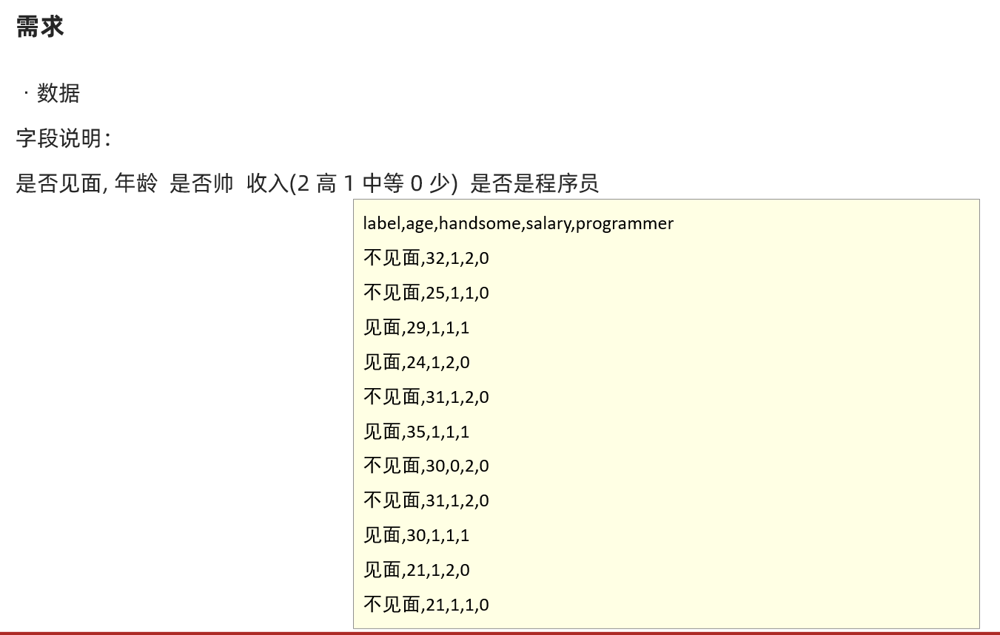 需求
· 数据
字段说明：
是否见面, 年龄 是否帅 收入(2 高 1 中等 0 少) 是否是程序员
label,age,handsome,salary,programmer
不见面,32,1,2,0
不见面,25,1,1,0
见面,29,1,1,1
见面,24,1,2,0
不见面,31,1,2,0
见面,35,1,1,1
不见面,30,0,2,0
不见面,31,1,2,0
见面,30,1,1,1
见面,21,1,2,0
不见面,21,1,1,0